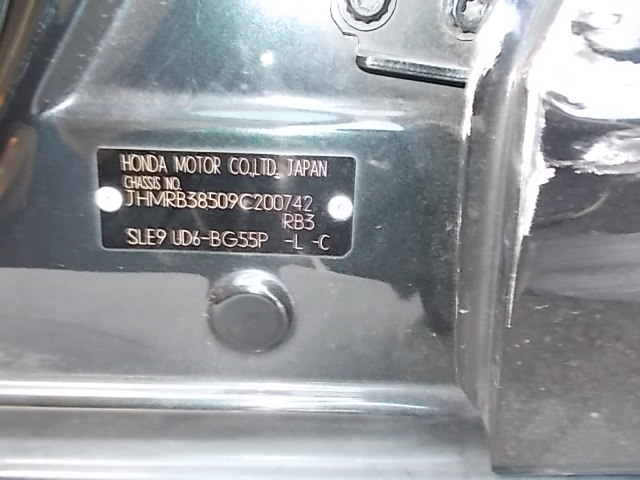 HONDA MOTOR CO.,LTD. JAPAN
CHASSIS NO.
JHMRB38509C200742
RB3
SLE9 UD6-BG55P -L -C